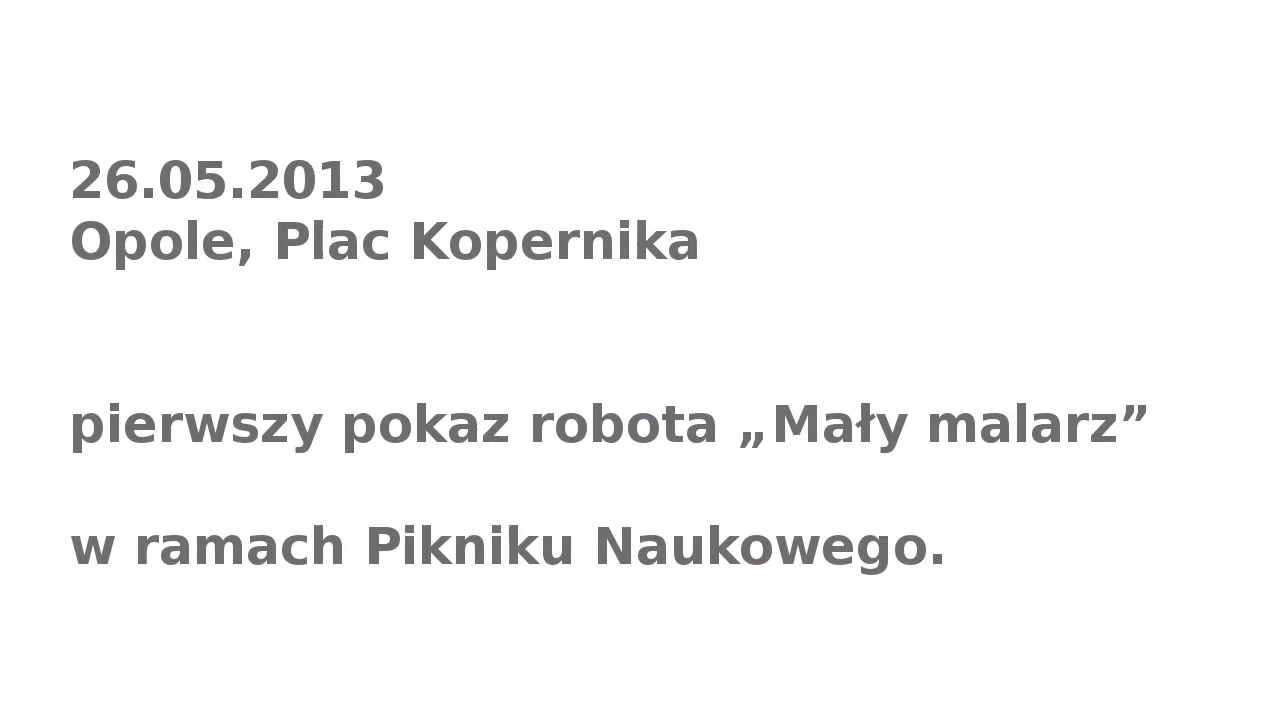 26.05.2013
Opole, Plac Kopernika
pierwszy pokaz robota „Mały malarz”
w ramach Pikniku Naukowego.